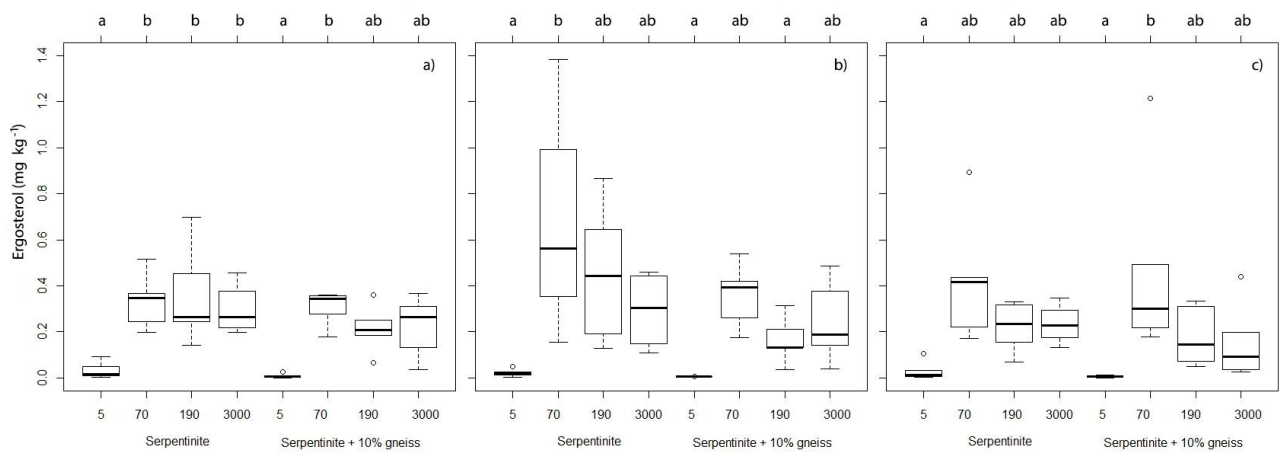 a b b b a b ab ab
a b ab ab a ab a ab
a ab ab ab a b ab ab
a)
b)
c)
Ergosterol (mg kg⁻¹)
1.4
1.2
1.0
0.8
0.6
0.4
0.2
0.0
5 70 190 3000 5 70 190 3000
5 70 190 3000 5 70 190 3000
5 70 190 3000 5 70 190 3000
Serpentinite Serpentinite + 10% gneiss
Serpentinite Serpentinite + 10% gneiss
Serpentinite Serpentinite + 10% gneiss